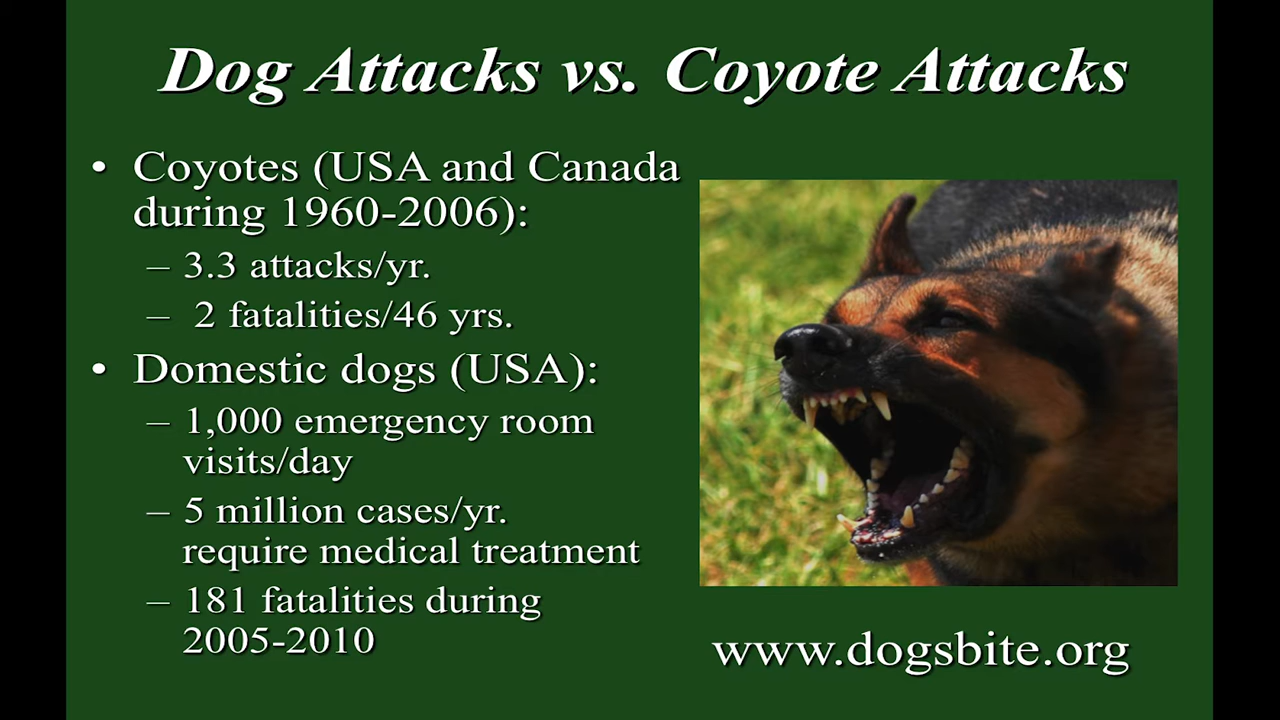 Dog Attacks vs. Coyote Attacks
• Coyotes (USA and Canada
during 1960-2006):
– 3.3 attacks/yr.
– 2 fatalities/46 yrs.
• Domestic dogs (USA):
– 1,000 emergency room
visits/day
– 5 million cases/yr.
require medical treatment
– 181 fatalities during
2005-2010
www.dogsbite.org